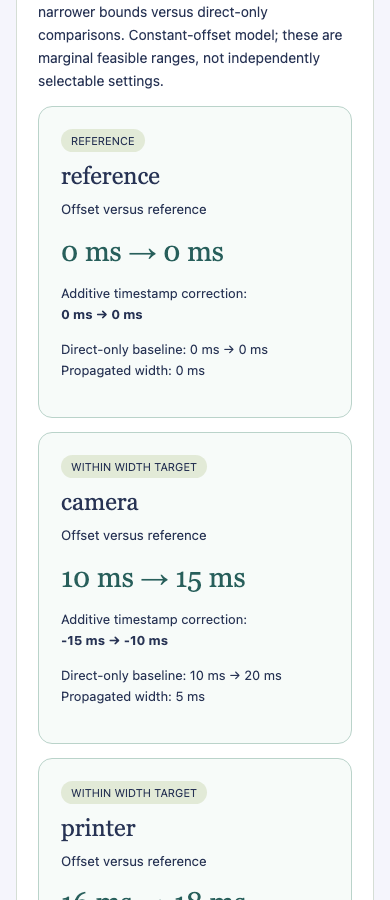 narrower bounds versus direct-only
comparisons. Constant-offset model; these are
marginal feasible ranges, not independently
selectable settings.
REFERENCE
reference
Offset versus reference
0 ms → 0 ms
Additive timestamp correction:
0 ms → 0 ms
Direct-only baseline: 0 ms → 0 ms
Propagated width: 0 ms
WITHIN WIDTH TARGET
camera
Offset versus reference
10 ms → 15 ms
Additive timestamp correction:
-15 ms → -10 ms
Direct-only baseline: 10 ms → 20 ms
Propagated width: 5 ms
WITHIN WIDTH TARGET
printer
Offset versus reference
16 ms → 18 ms